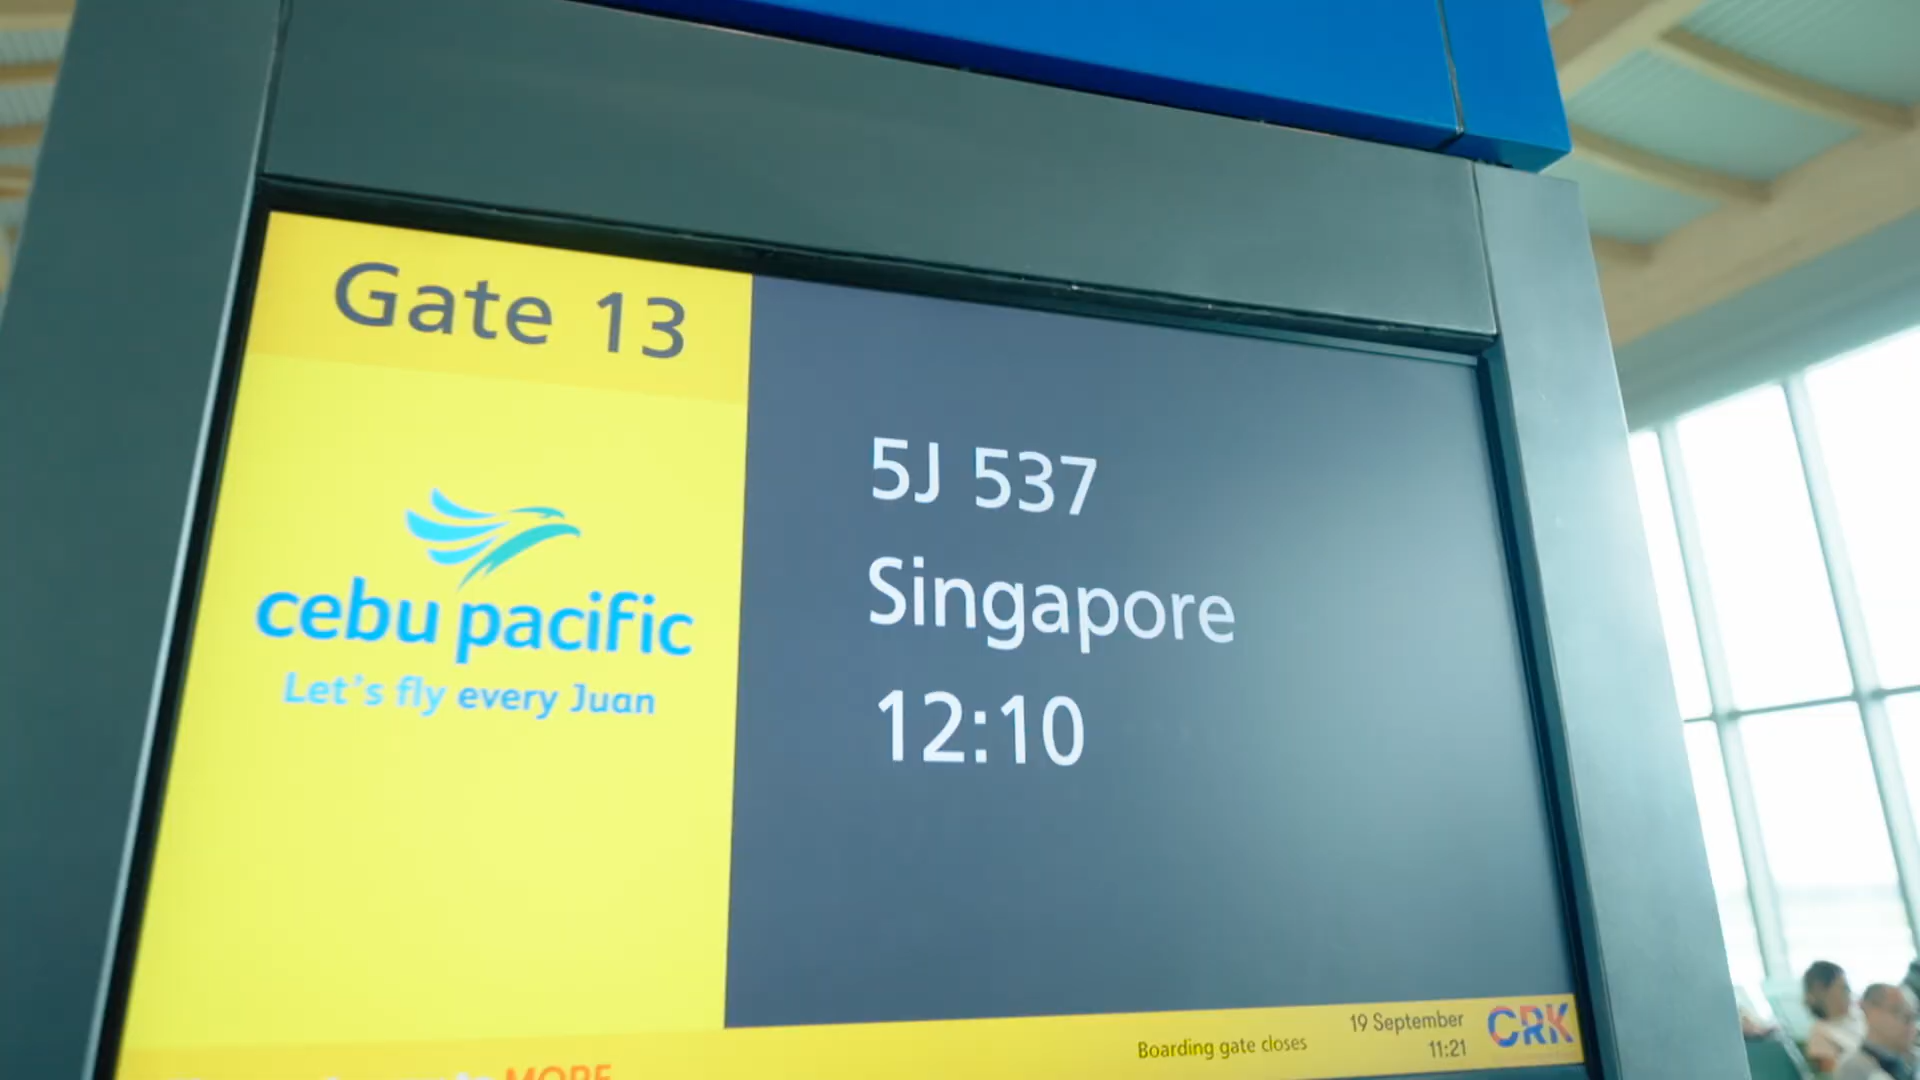 Gate 13
cebu pacific
Let's fly every Juan
5J 537
Singapore
12:10
Boarding gate closes
19 September
11:21
CRK
MORE